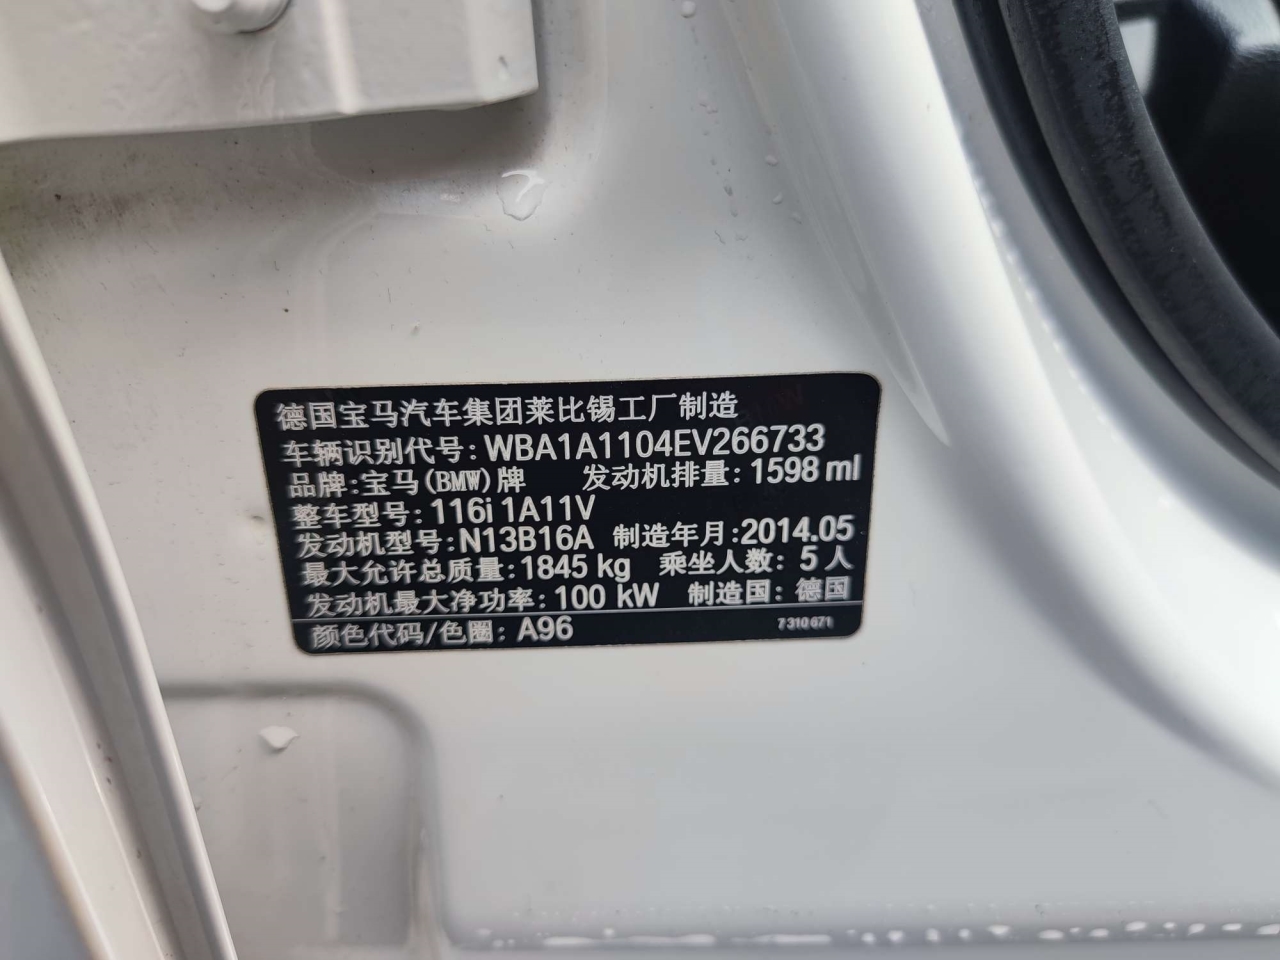 德国宝马汽车集团莱比锡工厂制造
车辆识别代号: WBA1A1104EV266733
品牌:宝马(BMW)牌 发动机排量: 1598 ml
整车型号: 116i 1A11V
发动机型号: N13B16A 制造年月:2014.05
最大允许总质量: 1845 kg 乘坐人数: 5 人
发动机最大净功率: 100 kW 制造国: 德国
颜色代码/色圈: A96 7 310 671